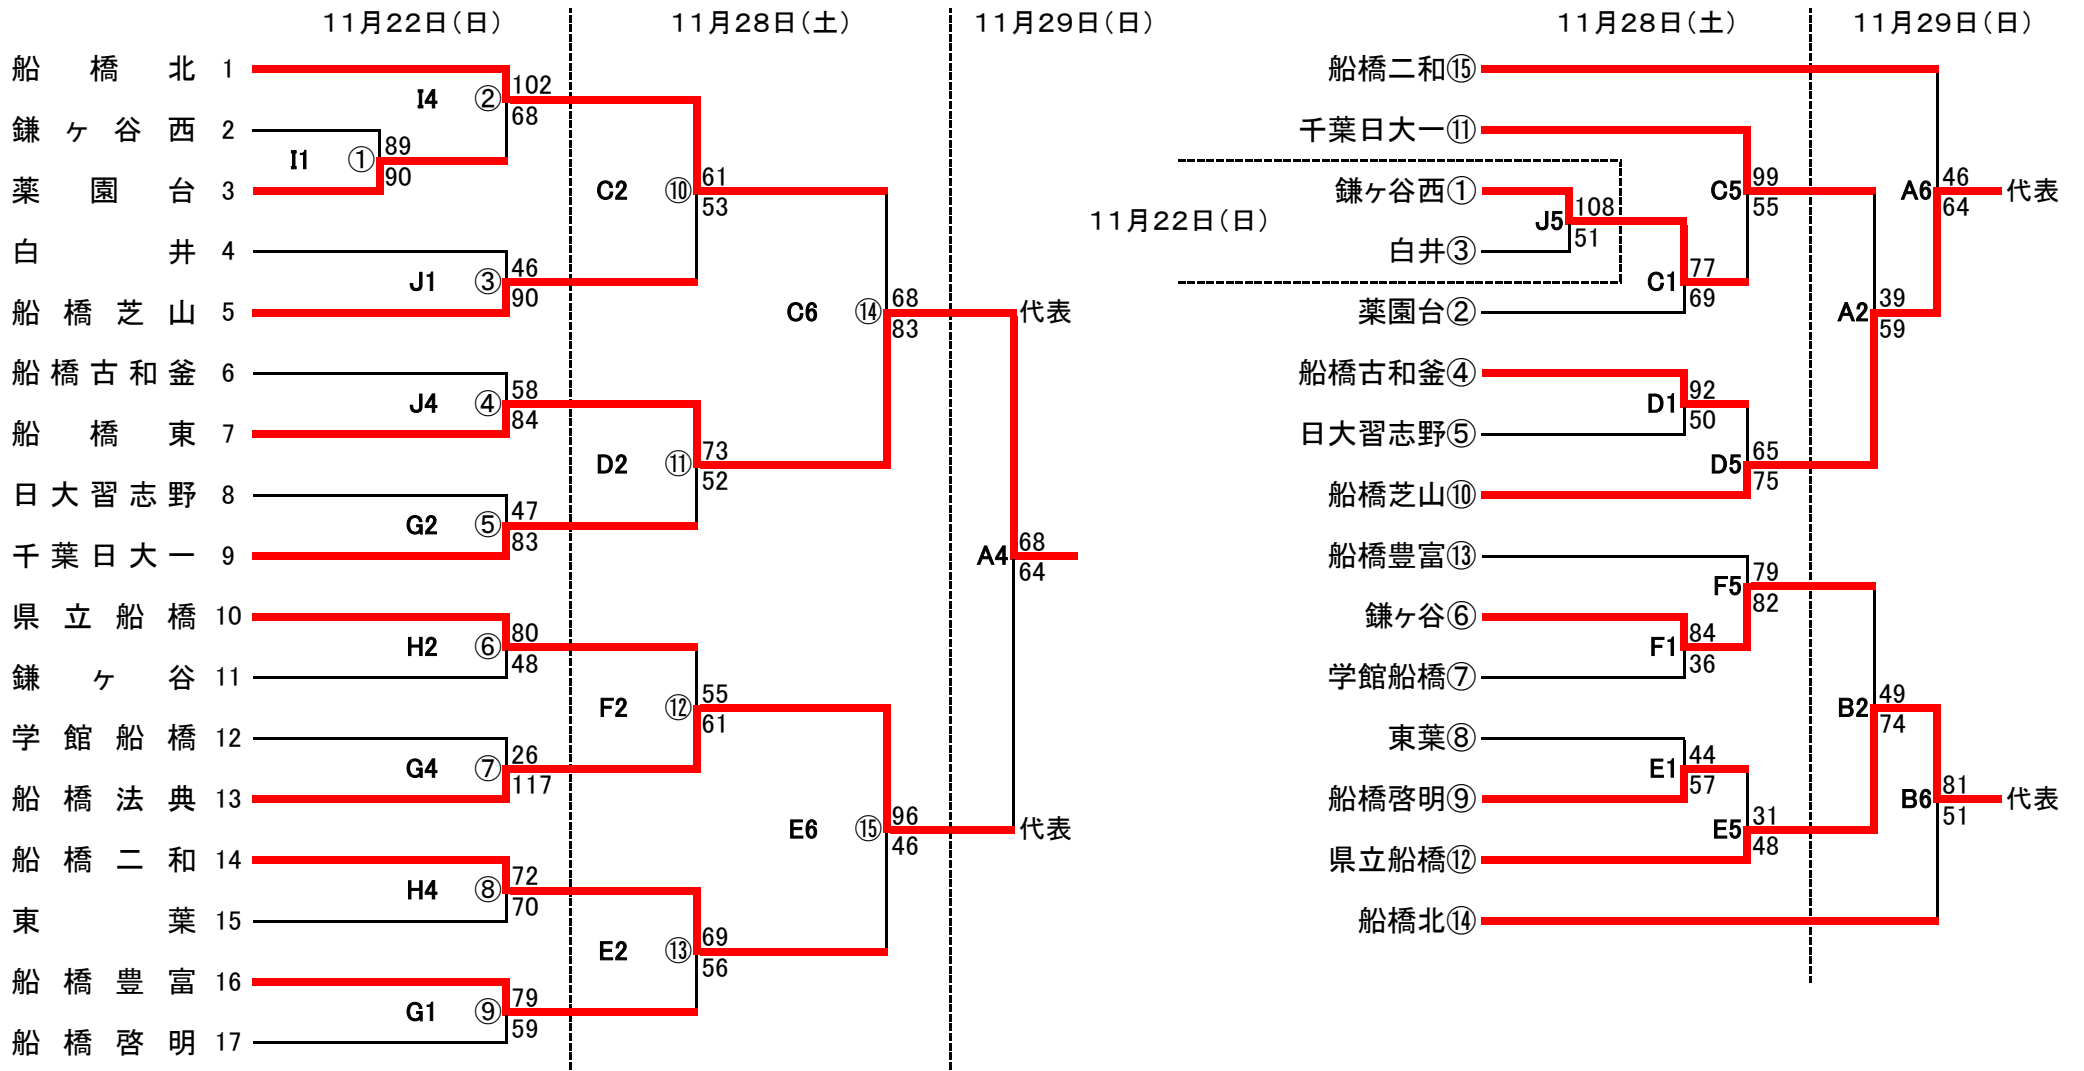 11月22日(日) 11月28日(土) 11月29日(日)
船橋北 1
I4 ② 102
68
鎌ヶ谷西 2
I1 ① 89
90
薬園台 3
C2 ⑩ 61
53
白井 4
J1 ③ 46
90
船橋芝山 5
C6 ⑭ 68
83
代表
船橋古和釜 6
J4 ④ 58
84
船橋東 7
D2 ⑪ 73
52
日大習志野 8
G2 ⑤ 47
83
千葉日大一 9
A4 68
64
県立船橋 10
H2 ⑥ 80
48
鎌ヶ谷 11
F2 ⑫ 55
61
学館船橋 12
G4 ⑦ 26
117
船橋法典 13
E6 ⑮ 96
46
代表
船橋二和 14
H4 ⑧ 72
70
東葉 15
E2 ⑬ 69
56
船橋豊富 16
G1 ⑨ 79
59
船橋啓明 17
11月28日(土) 11月29日(日)
船橋二和⑮
千葉日大一⑪
C5 99
55
A6 46
64
代表
11月22日(日)
鎌ヶ谷西①
J5 108
51
白井③
C1 77
69
薬園台②
A2 39
59
船橋古和釜④
D1 92
50
日大習志野⑤
D5 65
75
船橋芝山⑩
船橋豊富⑬
F5 79
82
鎌ヶ谷⑥
F1 84
36
学館船橋⑦
B2 49
74
東葉⑧
E1 44
57
船橋啓明⑨
B6 81
51
代表
E5 31
48
県立船橋⑫
船橋北⑭